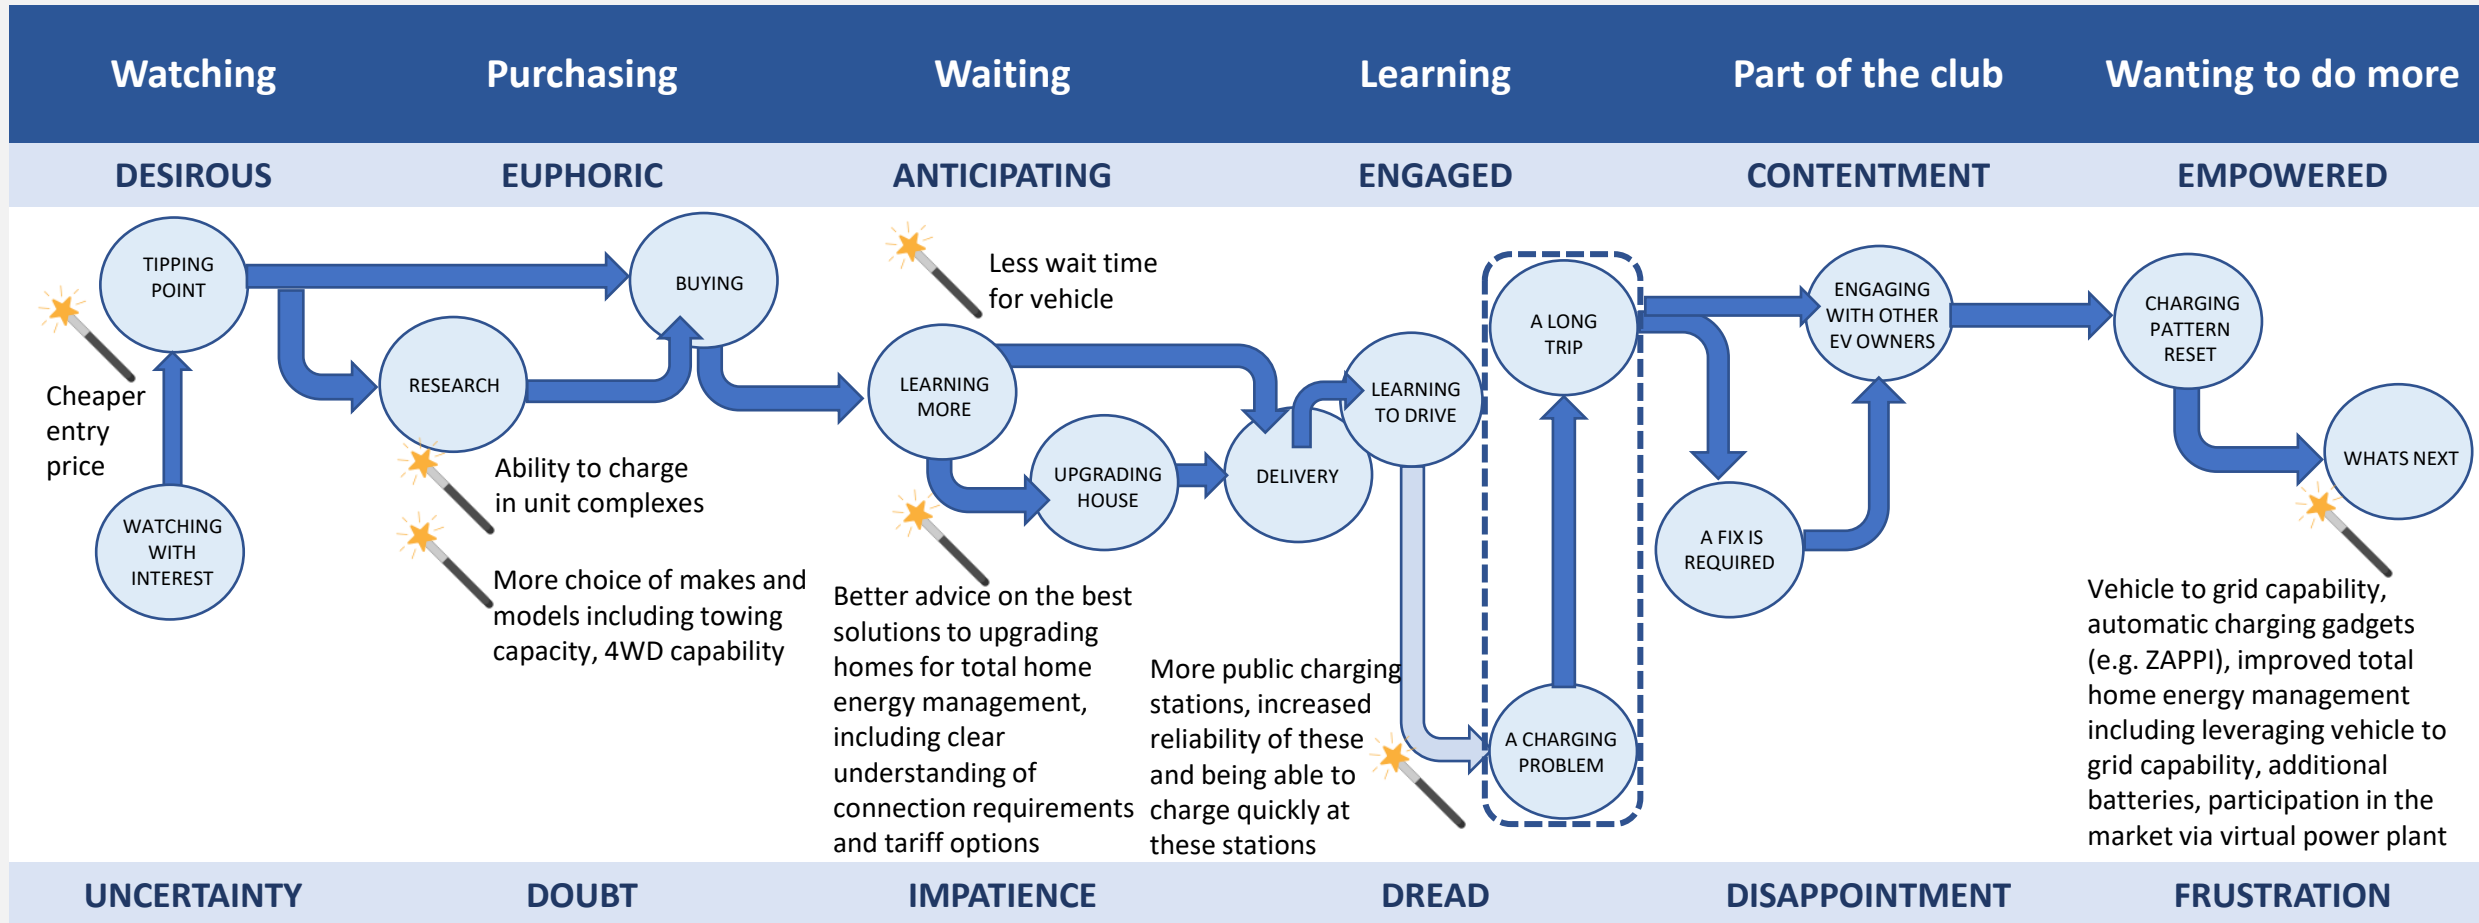 Watching
Purchasing
Waiting
Learning
Part of the club
Wanting to do more
DESIROUS
EUPHORIC
ANTICIPATING
ENGAGED
CONTENTMENT
EMPOWERED
TIPPING
POINT
Cheaper
entry
price
WATCHING
WITH
INTEREST
BUYING
RESEARCH
Ability to charge
in unit complexes
More choice of makes and
models including towing
capacity, 4WD capability
Less wait time
for vehicle
LEARNING
MORE
UPGRADING
HOUSE
DELIVERY
Better advice on the best
solutions to upgrading
homes for total home
energy management,
including clear
understanding of
connection requirements
and tariff options
LEARNING
TO DRIVE
A LONG
TRIP
A CHARGING
PROBLEM
More public charging
stations, increased
reliability of these
and being able to
charge quickly at
these stations
ENGAGING
WITH OTHER
EV OWNERS
A FIX IS
REQUIRED
CHARGING
PATTERN
RESET
WHATS NEXT
Vehicle to grid capability,
automatic charging gadgets
(e.g. ZAPPI), improved total
home energy management
including leveraging vehicle to
grid capability, additional
batteries, participation in the
market via virtual power plant
UNCERTAINTY
DOUBT
IMPATIENCE
DREAD
DISAPPOINTMENT
FRUSTRATION